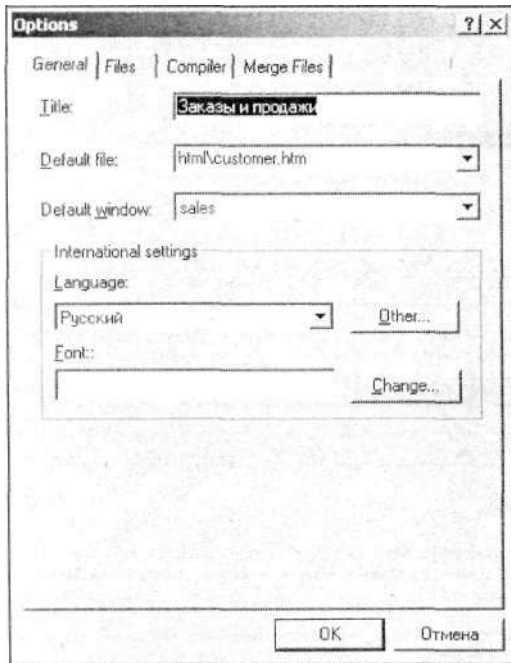 Options
General Files Compiler Merge Files
Title: Заказы и продажи
Default file: html\customer.htm
Default window: sales
International settings
Language:
Русский Other...
Font::
Change...
OK Отмена